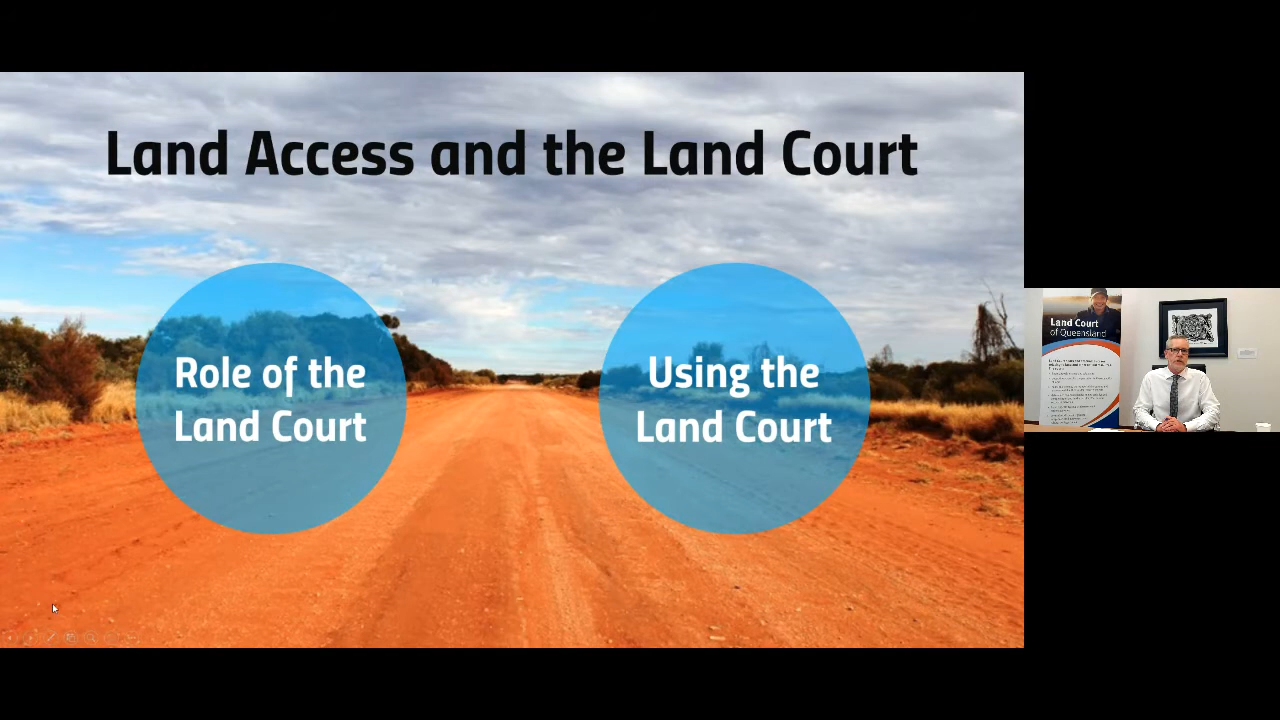 Land Access and the Land Court
Role of the
Land Court
Using the
Land Court
Land Court
of Queensland